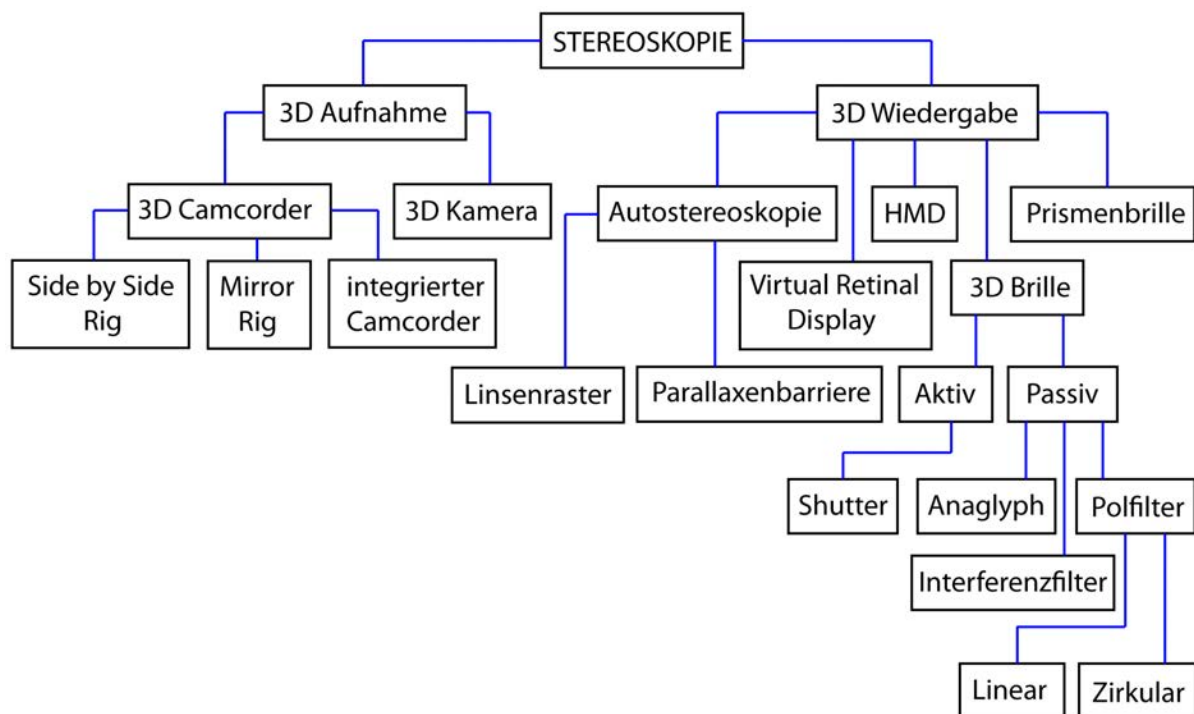 STEREOSKOPIE
3D Aufnahme
3D Wiedergabe
3D Camcorder
3D Kamera
Autostereoskopie
HMD
Prismenbrille
Side by Side
Rig
Mirror
Rig
integrierter
Camcorder
Virtual Retinal
Display
3D Brille
Linsenraster
Parallaxenbarriere
Aktiv
Passiv
Shutter
Anaglyph
Polfilter
Interferenzfilter
Linear
Zirkular